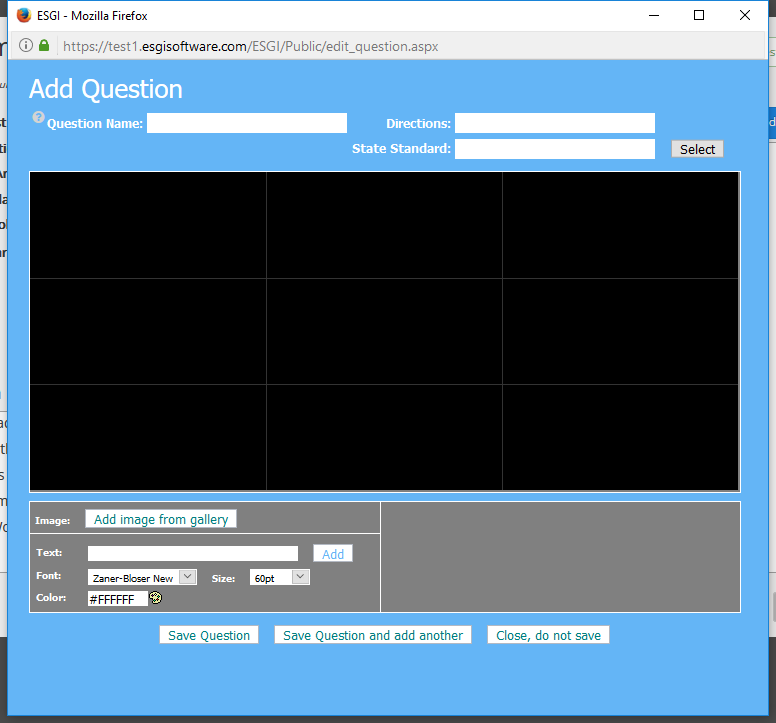 ESGI - Mozilla Firefox
https://test1.esgisoftware.com/ESGI/Public/edit_question.aspx
Add Question
? Question Name:
Directions:
State Standard:
Select
Image:
Add image from gallery
Text:
Add
Font:
Zaner-Bloser New
Size:
60pt
Color:
#FFFFFF
Save Question
Save Question and add another
Close, do not save